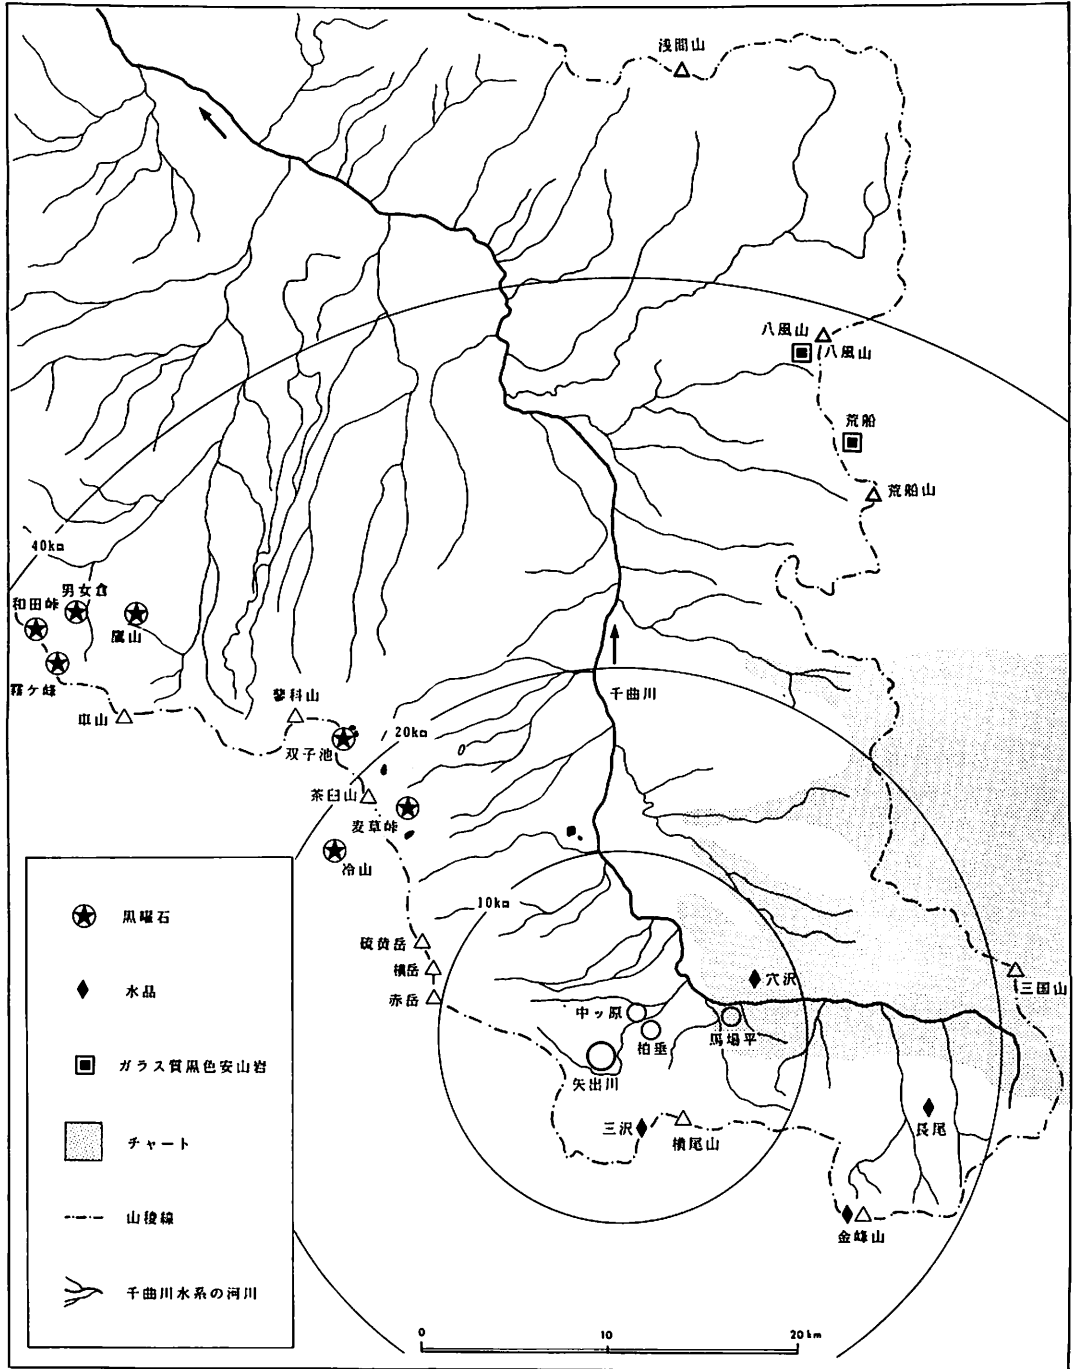 浅間山
八風山
八風山
荒船
荒船山
40km
男女倉
和田峠
鷹山
霧ケ峰
車山
蓼科山
双子池
20km
千曲川
茶臼山
麦草峠
冷山
10km
硫黄岳
横岳
赤岳
穴沢
三国山
中ッ原
柏垂
馬場平
矢出川
三沢
横尾山
長尾
金峰山
黒曜石
水晶
ガラス質黒色安山岩
チャート
山稜線
千曲川水系の河川
0 10 20km